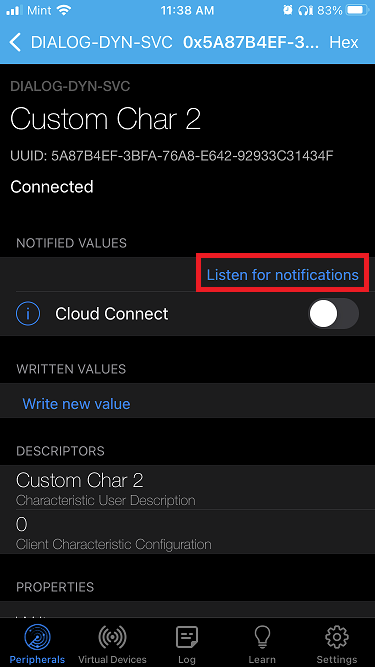 Mint 11:38 AM 83%
DIALOG-DYN-SVC 0x5A87B4EF-3... Hex
DIALOG-DYN-SVC
Custom Char 2
UUID: 5A87B4EF-3BFA-76A8-E642-92933C31434F
Connected
NOTIFIED VALUES
Listen for notifications
Cloud Connect
WRITTEN VALUES
Write new value
DESCRIPTORS
Custom Char 2
Characteristic User Description
0
Client Characteristic Configuration
PROPERTIES
Peripherals Virtual Devices Log Learn Settings